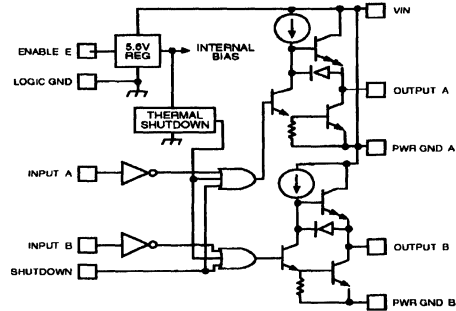 VIN
ENABLE E
5.6V
REG
INTERNAL
BIAS
LOGIC GND
OUTPUT A
THERMAL
SHUTDOWN
PWR GND A
INPUT A
INPUT B
OUTPUT B
SHUTDOWN
PWR GND B